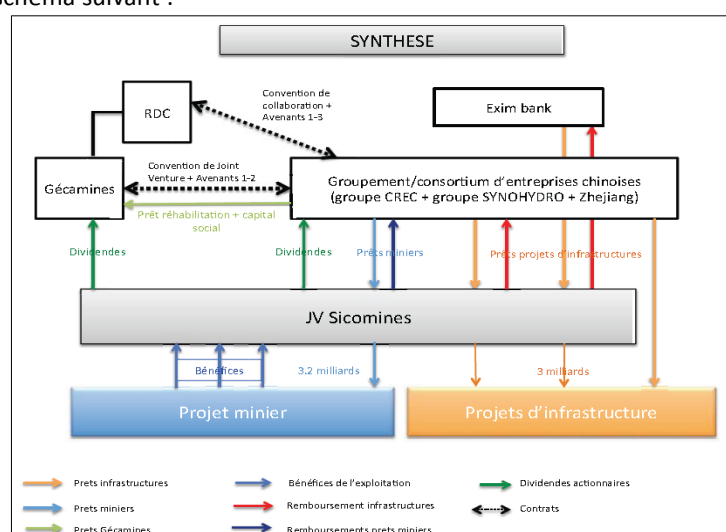 schéma suivant :
SYNTHESE
Convention de
collaboration +
Avenants 1-3
RDC
Exim bank
Convention de Joint
Venture + Avenants 1-2
Gécamines
Groupement/consortium d'entreprises chinoises
(groupe CREC + groupe SYNOHYDRO + Zhejiang)
Prêt réhabilitation + capital
social
Dividendes
Dividendes
Prêts miniers
Prêts projets d'infrastructures
JV Sicomines
Bénéfices
3.2 milliards
3 milliards
Projet minier
Projets d'infrastructure
Prets infrastructures
Bénéfices de l'exploitation
Dividendes actionnaires
Prets miniers
Remboursement infrastructures
Contrats
Prets Gécamines
Remboursements prets miniers